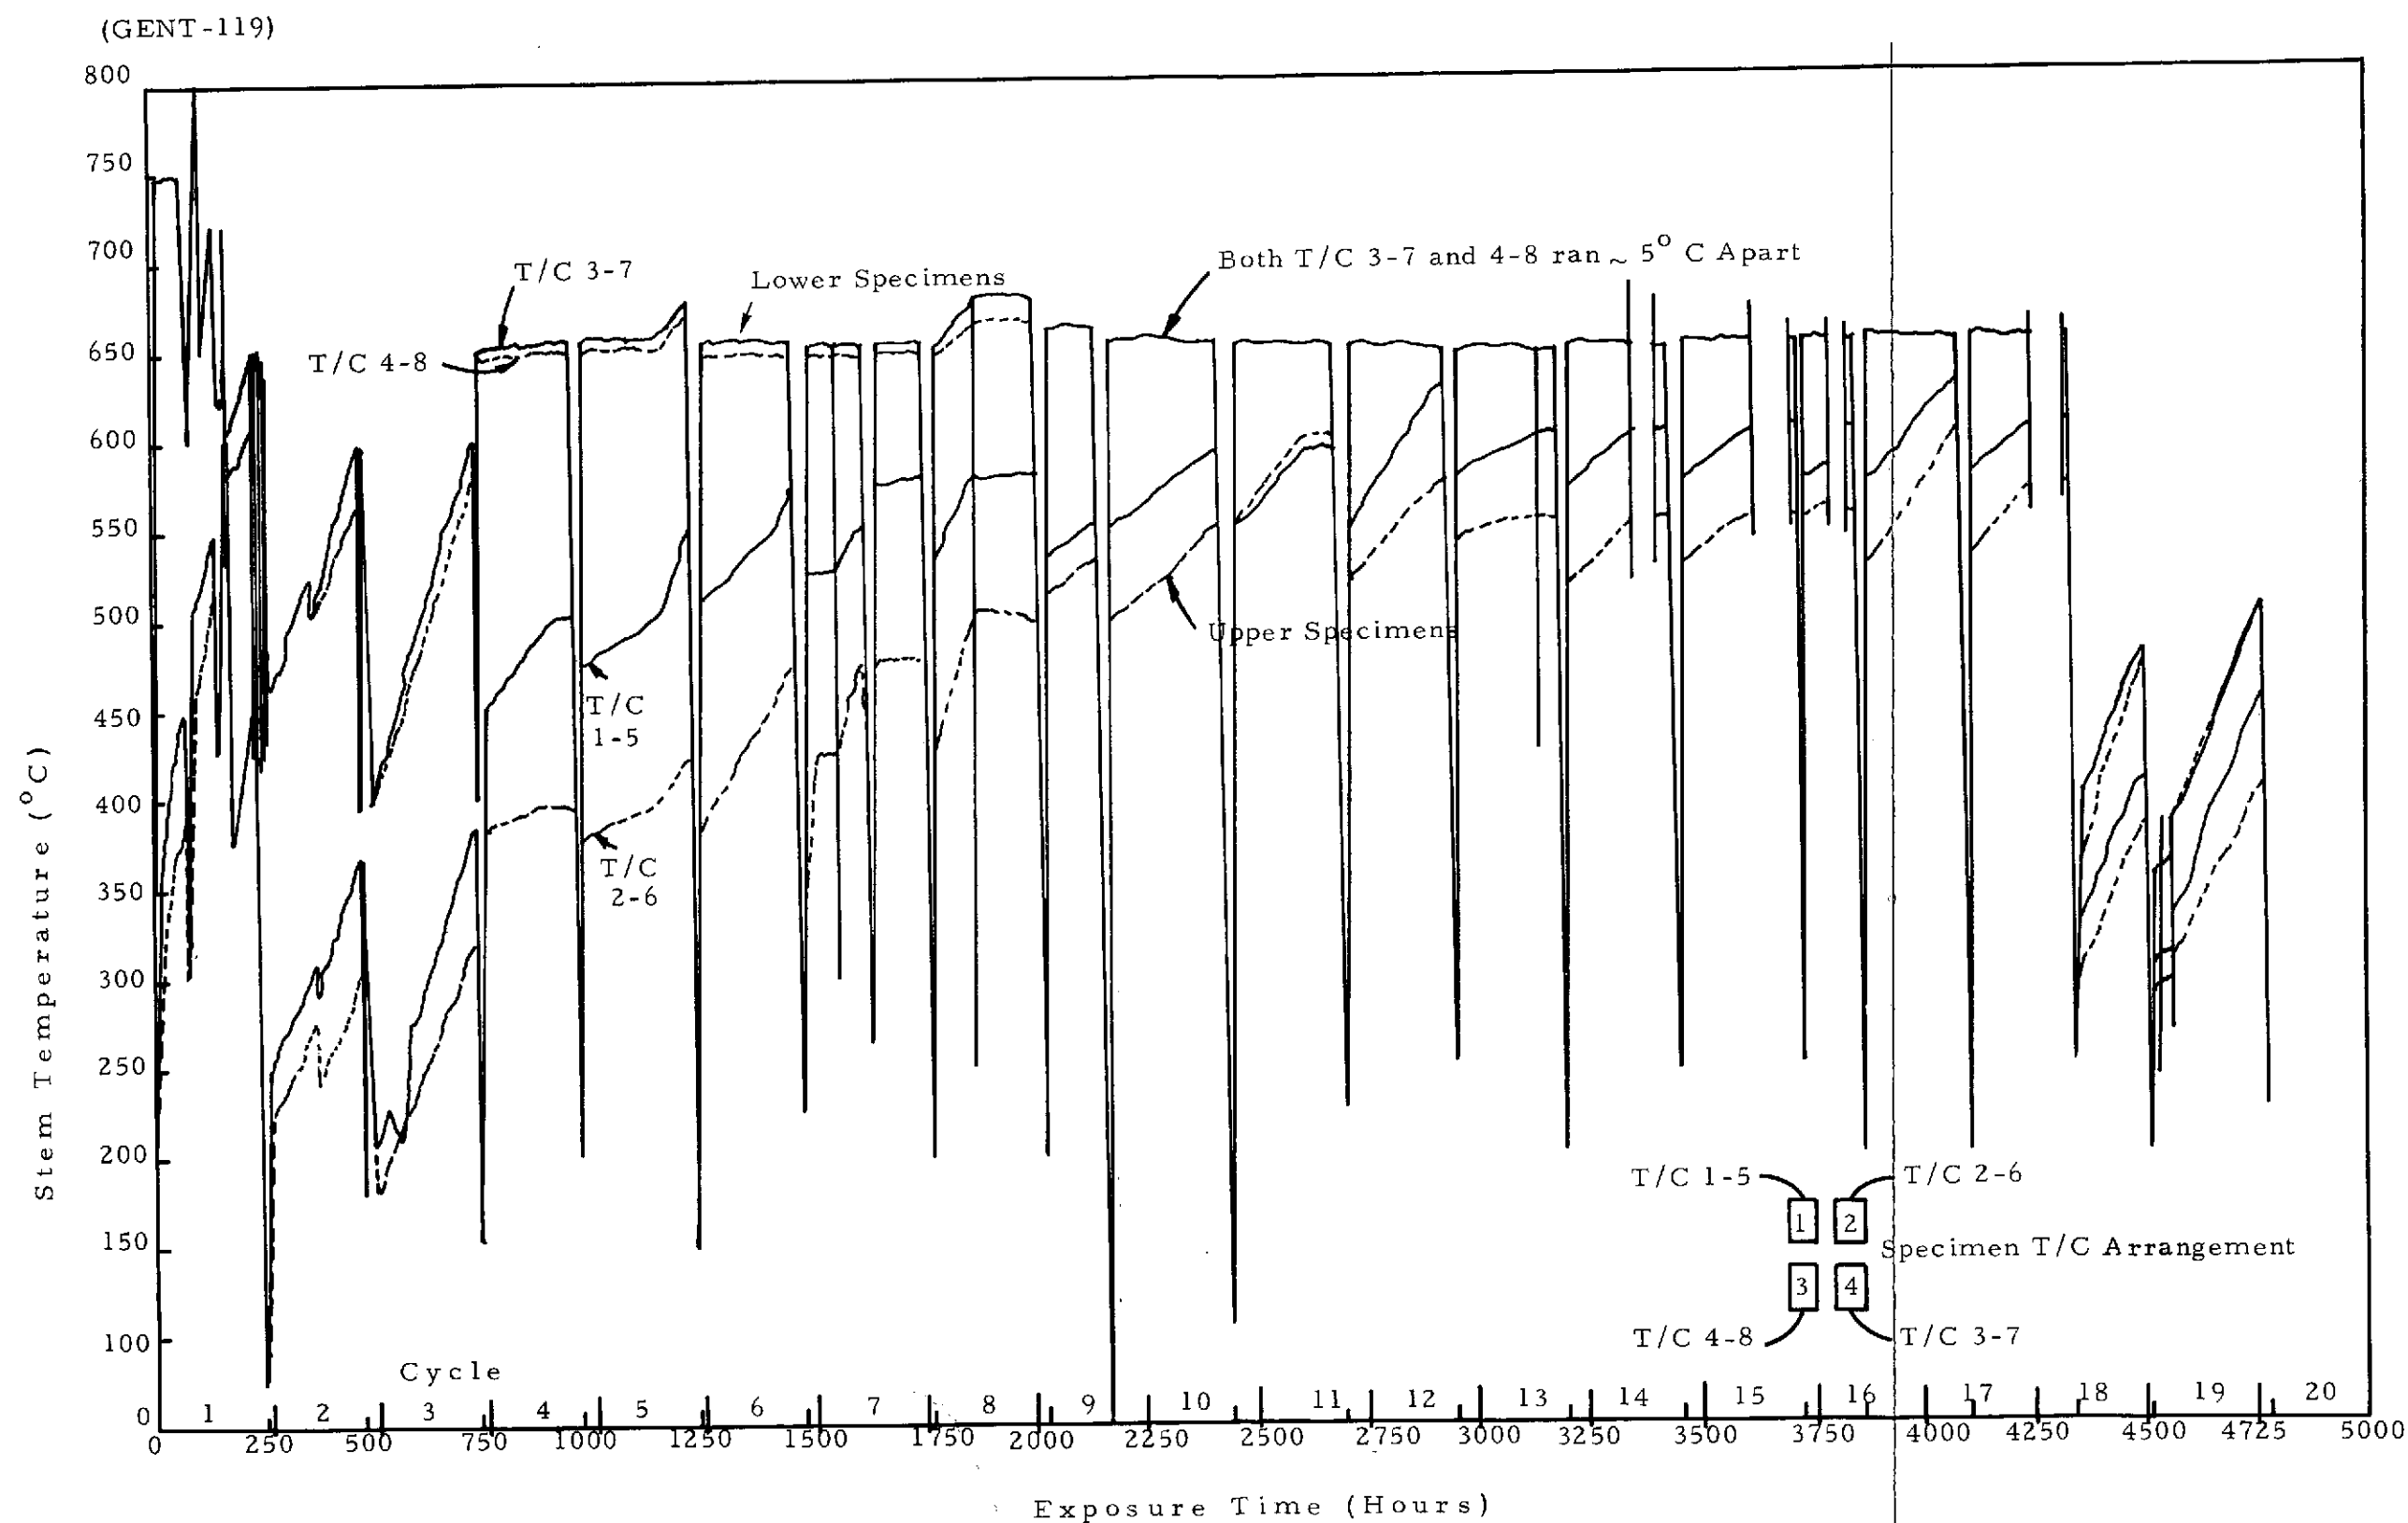 (GENT-119)
800
750
700
650
600
550
500
450
400
350
300
250
200
150
100
0
Stem Temperature (°C)
T/C 3-7
T/C 4-8
Lower Specimens
Both T/C 3-7 and 4-8 ran ~ 5° C Apart
T/C
1-5
T/C
2-6
Upper Specimens
T/C 1-5
T/C 2-6
1 2
Specimen T/C Arrangement
3 4
T/C 4-8
T/C 3-7
Cycle
1 2 3 4 5 6 7 8 9 10 11 12 13 14 15 16 17 18 19 20
0 250 500 750 1000 1250 1500 1750 2000 2250 2500 2750 3000 3250 3500 3750 4000 4250 4500 4725 5000
Exposure Time (Hours)